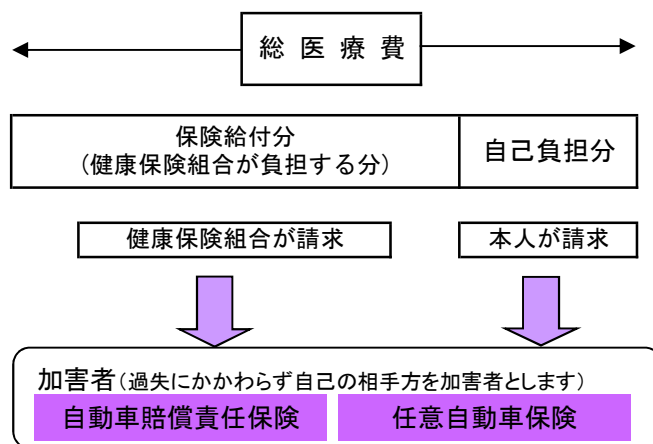 総医療費
保険給付分
(健康保険組合が負担する分)
自己負担分
健康保険組合が請求
本人が請求
加害者(過失にかかわらず自己の相手方を加害者とします)
自動車賠償責任保険
任意自動車保険